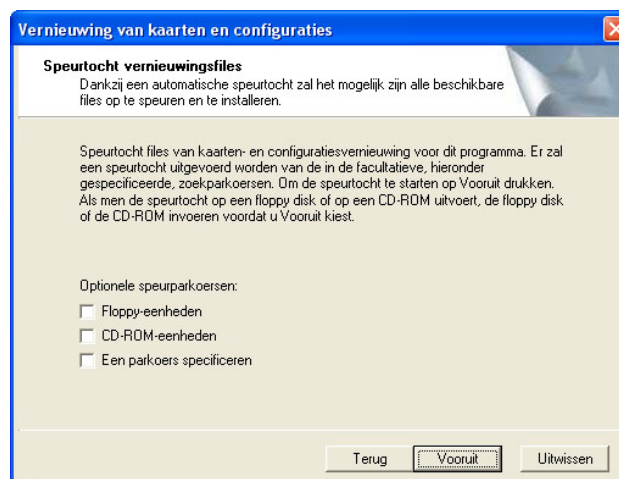 Vernieuwing van kaarten en configuraties
Speurtocht vernieuwingsfiles
Dankzij een automatische speurtocht zal het mogelijk zijn alle beschikbare
files op te speuren en te installeren.
Speurtocht files van kaarten- en configuratiesvernieuwing voor dit programma. Er zal
een speurtocht uitgevoerd worden van de in de facultatieve, hieronder
gespecificeerde, zoekparkoersen. Om de speurtocht te starten op Vooruit drukken.
Als men de speurtocht op een floppy disk of op een CD-ROM uitvoert, de floppy disk
of de CD-ROM invoeren voordat u Vooruit kiest.
Optionele speurparkoersen:
Floppy-eenheden
CD-ROM-eenheden
Een parkoers specificeren
Terug Vooruit Uitwissen